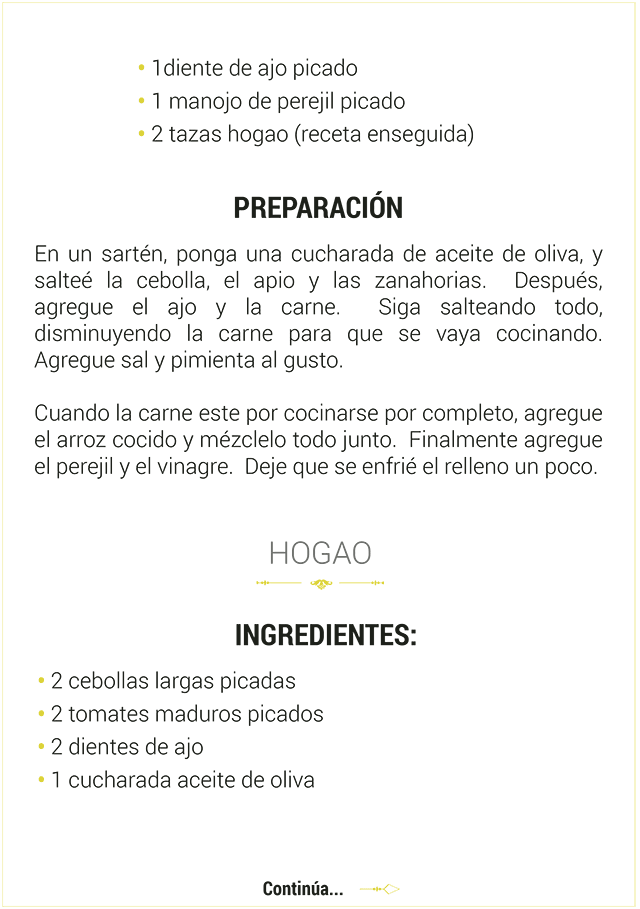 • 1diente de ajo picado
• 1 manojo de perejil picado
• 2 tazas hogao (receta enseguida)
PREPARACIÓN
En un sartén, ponga una cucharada de aceite de oliva, y
salteé la cebolla, el apio y las zanahorias. Después,
agregue el ajo y la carne. Siga salteando todo,
disminuyendo la carne para que se vaya cocinando.
Agregue sal y pimienta al gusto.
Cuando la carne este por cocinarse por completo, agregue
el arroz cocido y mézclelo todo junto. Finalmente agregue
el perejil y el vinagre. Deje que se enfrié el relleno un poco.
HOGAO
INGREDIENTES:
• 2 cebollas largas picadas
• 2 tomates maduros picados
• 2 dientes de ajo
• 1 cucharada aceite de oliva
Continúa...